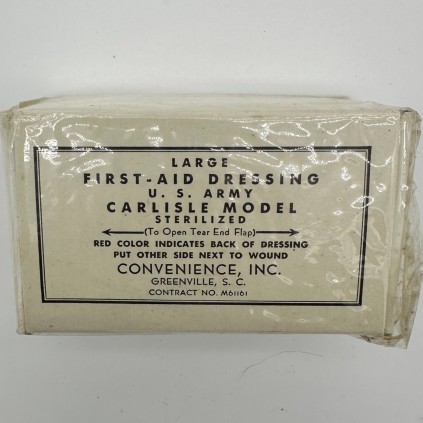 LARGE
FIRST-AID DRESSING
U. S. ARMY
CARLISLE MODEL
STERILIZED
(To Open Tear End Flap)
RED COLOR INDICATES BACK OF DRESSING
PUT OTHER SIDE NEXT TO WOUND
CONVENIENCE, INC.
GREENVILLE, S. C.
CONTRACT NO. M61161